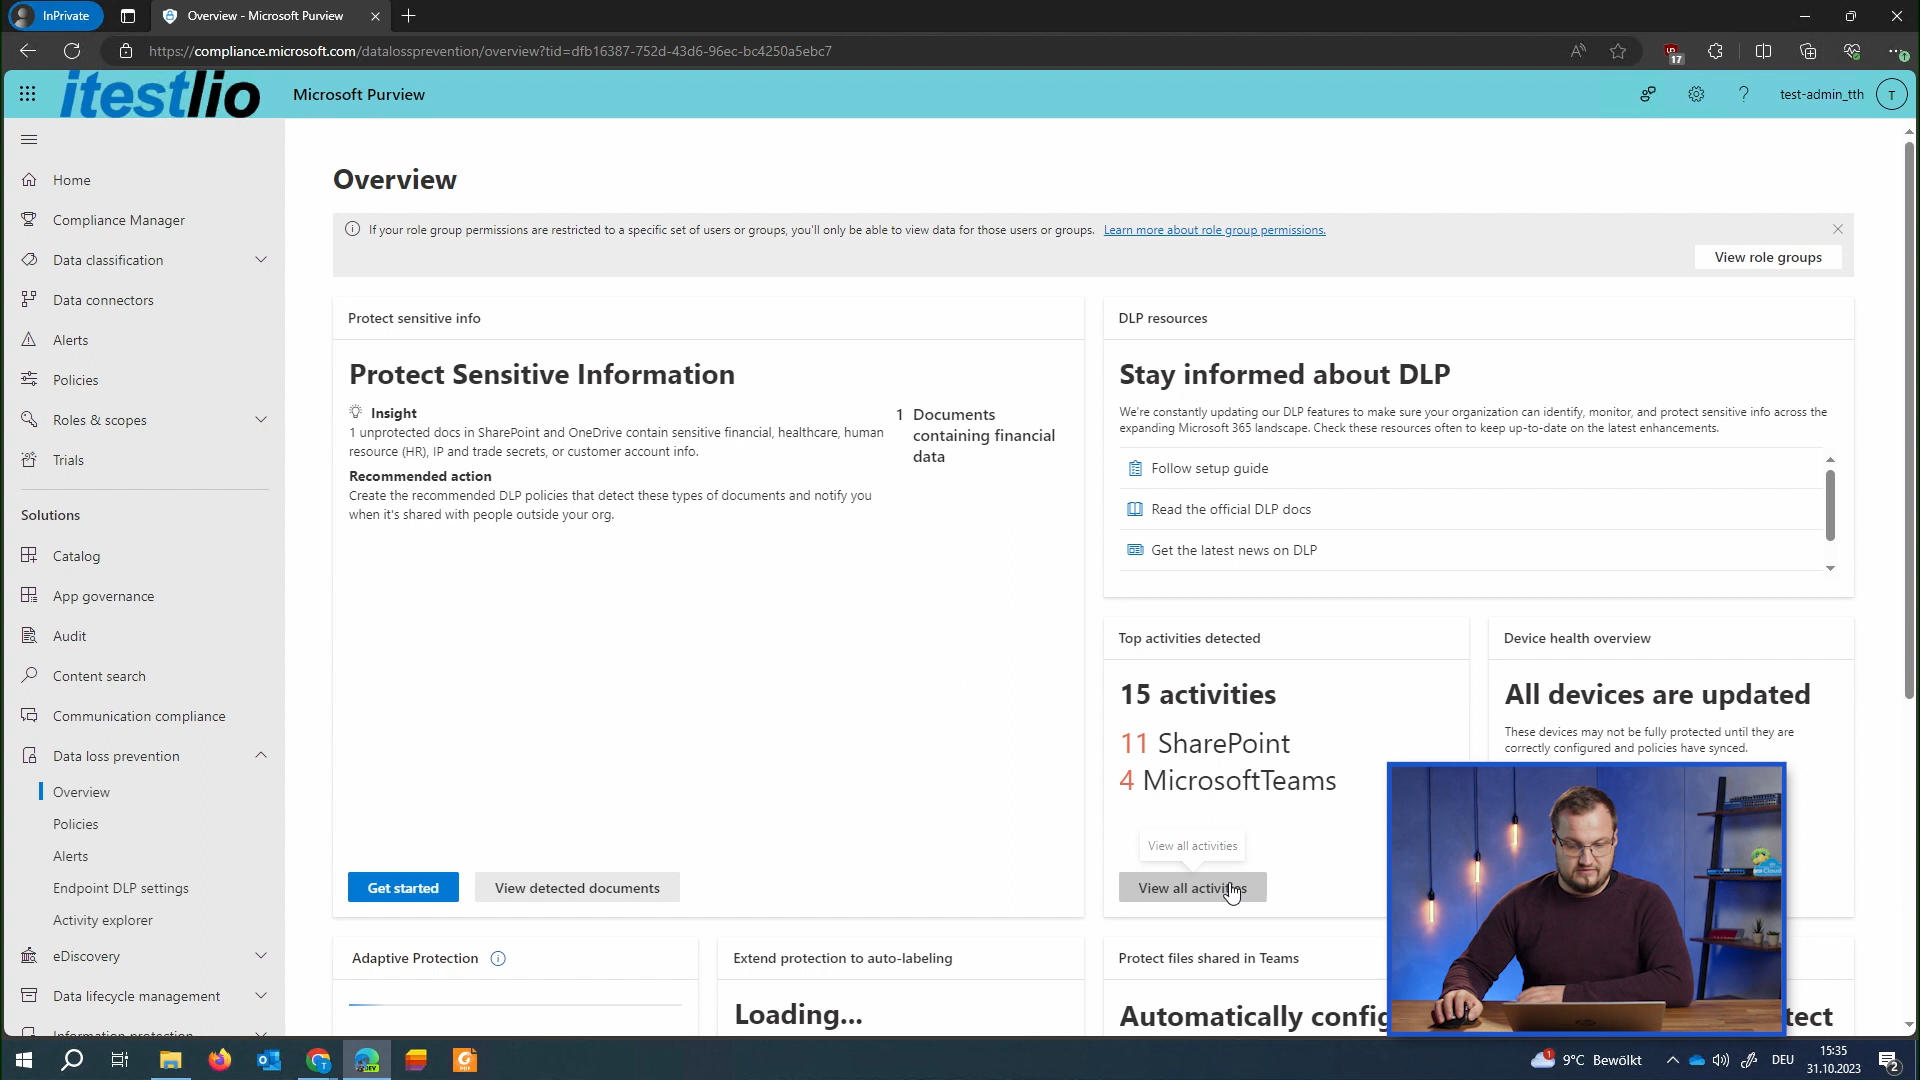 InPrivate
Overview - Microsoft Purview
https://compliance.microsoft.com/datalossprevention/overview?tid=dfb16387-752d-43d6-96ec-bc4250a5ebc7
17
itestlio
Microsoft Purview
test-admin_tth
T
Home
Compliance Manager
Data classification
Data connectors
Alerts
Policies
Roles & scopes
Trials
Solutions
Catalog
App governance
Audit
Content search
Communication compliance
Data loss prevention
Overview
Policies
Alerts
Endpoint DLP settings
Activity explorer
eDiscovery
Data lifecycle management
Information protection
Overview
If your role group permissions are restricted to a specific set of users or groups, you'll only be able to view data for those users or groups. Learn more about role group permissions.
View role groups
Protect sensitive info
Protect Sensitive Information
Insight
1 unprotected docs in SharePoint and OneDrive contain sensitive financial, healthcare, human
resource (HR), IP and trade secrets, or customer account info.
Recommended action
Create the recommended DLP policies that detect these types of documents and notify you
when it's shared with people outside your org.
1 Documents
containing financial
data
Get started
View detected documents
DLP resources
Stay informed about DLP
We're constantly updating our DLP features to make sure your organization can identify, monitor, and protect sensitive info across the
expanding Microsoft 365 landscape. Check these resources often to keep up-to-date on the latest enhancements.
Follow setup guide
Read the official DLP docs
Get the latest news on DLP
Top activities detected
15 activities
11 SharePoint
4 MicrosoftTeams
View all activities
View all activities
Device health overview
All devices are updated
These devices may not be fully protected until they are
correctly configured and policies have synced.
Adaptive Protection
Extend protection to auto-labeling
Loading...
Protect files shared in Teams
Automatically config
tect
DEV
1
9°C Bewölkt
DEU
15:35
31.10.2023
2